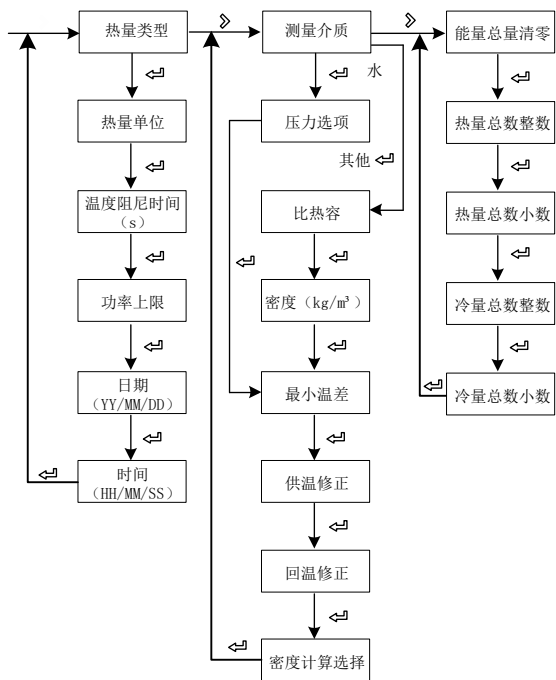 热量类型
热量单位
温度阻尼时间
（s）
功率上限
日期
（YY/MM/DD）
时间
（HH/MM/SS）
测量介质
水
压力选项
其他
比热容
密度（kg/m³）
最小温差
供温修正
回温修正
密度计算选择
能量总量清零
热量总数整数
热量总数小数
冷量总数整数
冷量总数小数